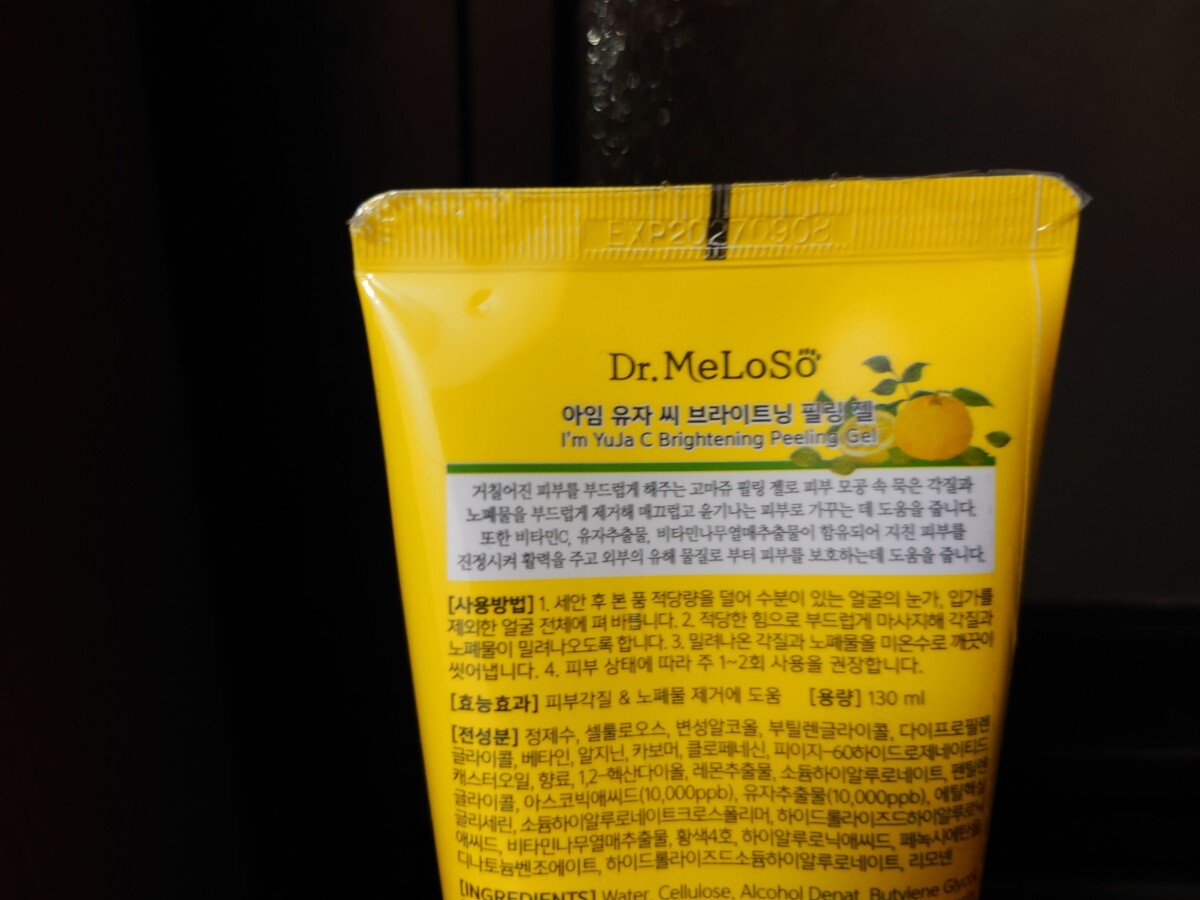 EXP20270908
Dr.MeLoSo
아임 유자 씨 브라이트닝 필링 젤
I'm YuJa C Brightening Peeling Gel
거칠어진 피부를 부드럽게 해주는 고마쥬 필링 젤로 피부 모공 속 묵은 각질과
노폐물을 부드럽게 제거해 매끄럽고 윤기나는 피부로 가꾸는 데 도움을 줍니다.
또한 비타민C, 유자추출물, 비타민나무열매추출물이 함유되어 지친 피부를
진정시켜 활력을 주고 외부의 유해 물질로 부터 피부를 보호하는데 도움을 줍니다.
[사용방법] 1. 세안 후 본 품 적당량을 덜어 수분이 있는 얼굴의 눈가, 입가를
제외한 얼굴 전체에 펴 바릅니다. 2. 적당한 힘으로 부드럽게 마사지해 각질과
노폐물이 밀려나오도록 합니다. 3. 밀려나온 각질과 노폐물을 미온수로 깨끗이
씻어냅니다. 4. 피부 상태에 따라 주 1~2회 사용을 권장합니다.
[효능효과] 피부각질 & 노폐물 제거에 도움 [용량] 130 ml
[전성분] 정제수, 셀룰로오스, 변성알코올, 부틸렌글라이콜, 다이프로필렌
글라이콜, 베타인, 알지닌, 카보머, 클로페네신, 피이지-60하이드로제네이티드
캐스터오일, 향료, 1,2-헥산다이올, 레몬추출물, 소듐하이알루로네이트, 펜틸렌
글라이콜, 아스코빅애씨드(10,000ppb), 유자추출물(10,000ppb), 에틸헥실
글리세린, 소듐하이알루로네이트크로스폴리머, 하이드롤라이즈드하이알루로닉
애씨드, 비타민나무열매추출물, 황색4호, 하이알루로닉애씨드, 페녹시에탄올,
디나토늄벤조에이트, 하이드롤라이즈드소듐하이알루로네이트, 리모넨
[INGREDIENTS] Water, Cellulose, Alcohol Denat, Butylene Glycol,